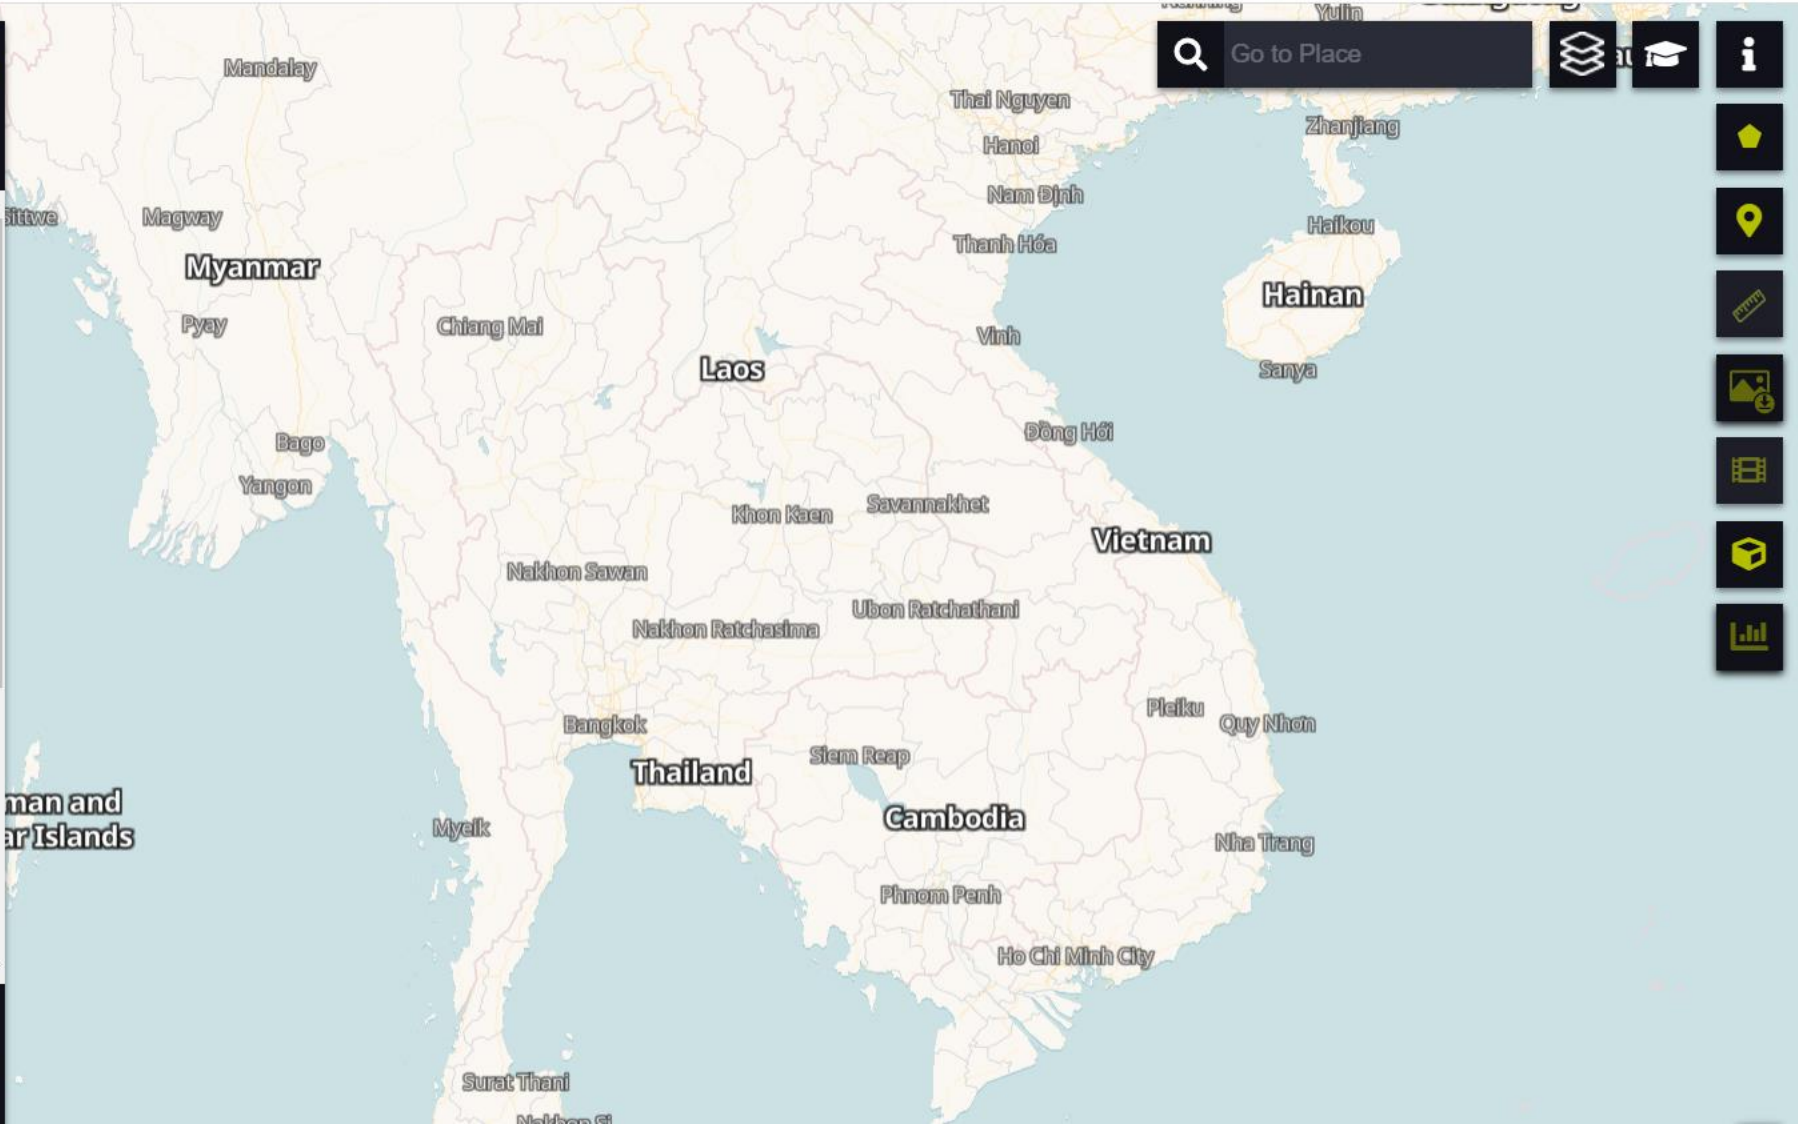 Yulin
Go to Place
Mandalay
Thai Nguyen
Zhanjiang
Hanoi
Nam Định
Sittwe
Magway
Haikou
Thanh Hóa
Myanmar
Hainan
Pyay
Chiang Mai
Vinh
Laos
Sanya
Đồng Hới
Bago
Yangon
Savannakhet
Khon Kaen
Vietnam
Nakhon Sawan
Ubon Ratchathani
Nakhon Ratchasima
Pleiku
Quy Nhơn
Bangkok
Siem Reap
Thailand
man and
ar Islands
Cambodia
Myeik
Nha Trang
Phnom Penh
Ho Chi Minh City
Surat Thani
Nakhon Si